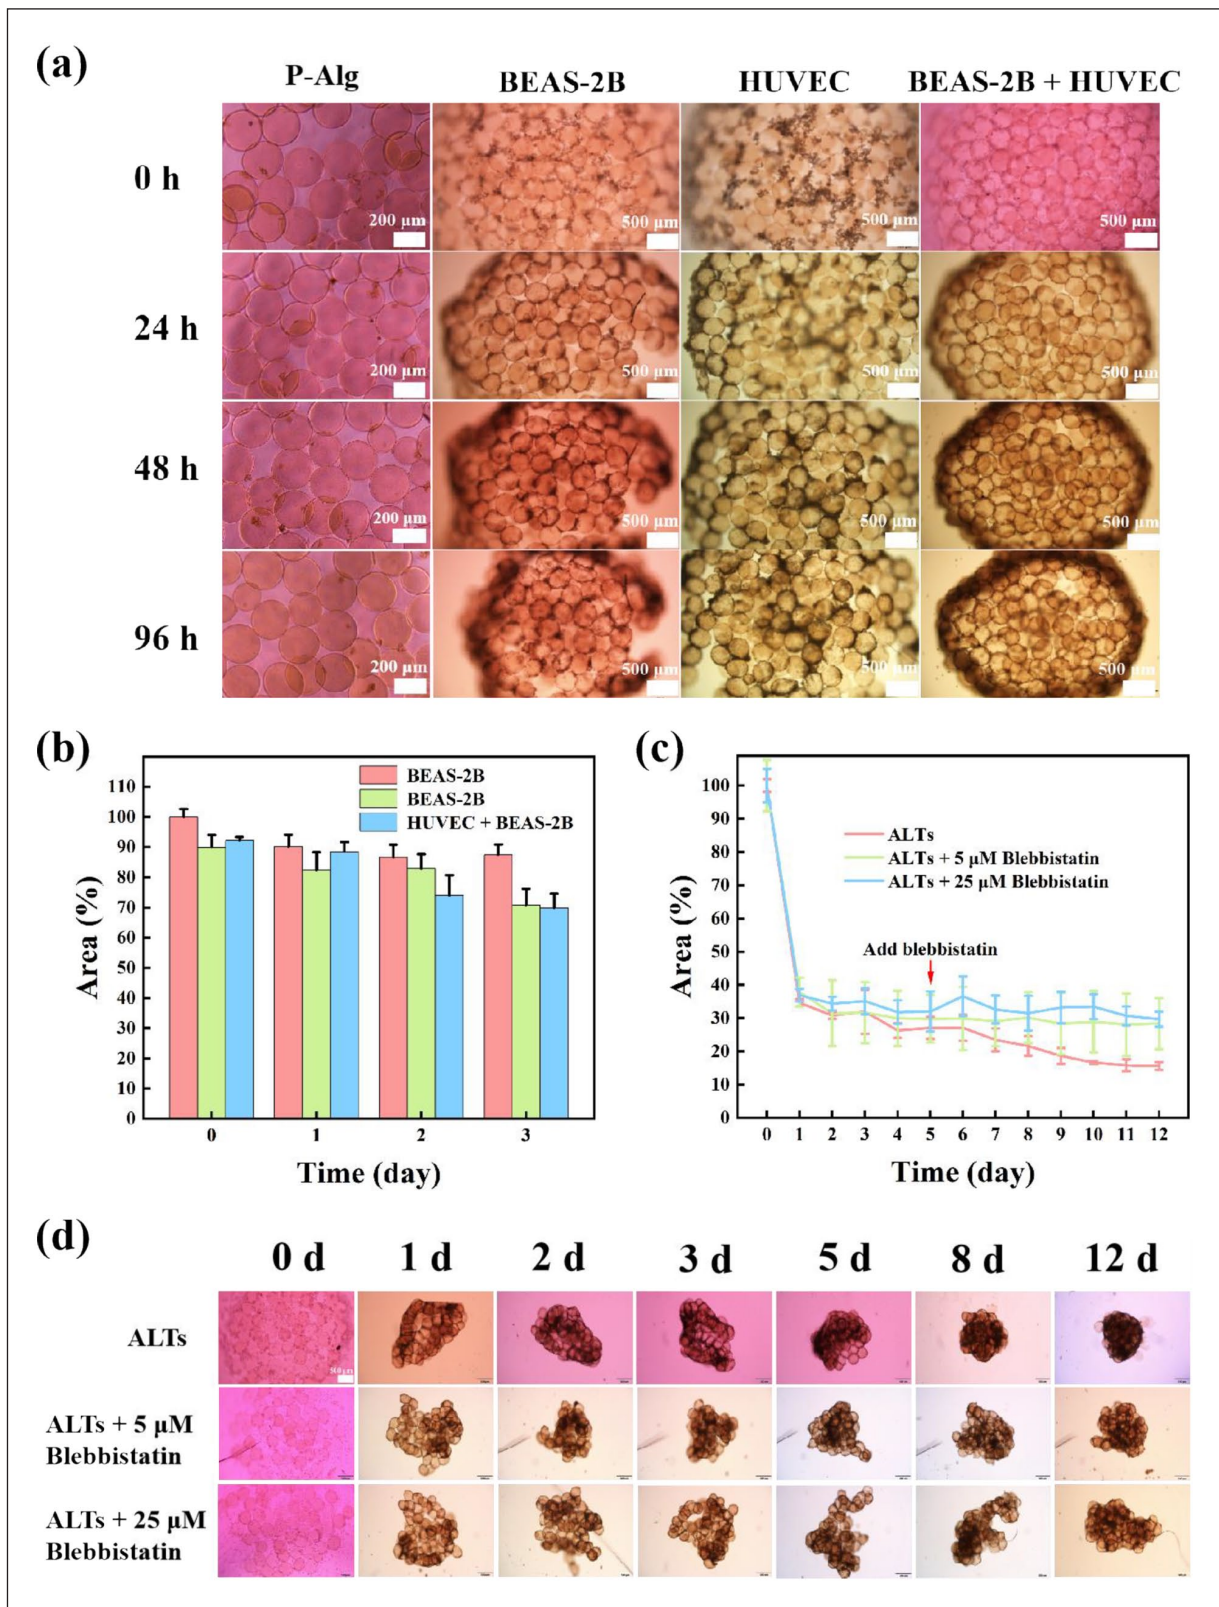 (a)
P-Alg BEAS-2B HUVEC BEAS-2B + HUVEC
0 h
200 µm 500 µm 500 µm 500 µm
24 h
200 µm 500 µm 500 µm 500 µm
48 h
200 µm 500 µm 500 µm 500 µm
96 h
200 µm 500 µm 500 µm 500 µm
(b)
110
100
90
80
70
60
50
40
30
20
10
0
Area (%)
BEAS-2B
BEAS-2B
HUVEC + BEAS-2B
0 1 2 3
Time (day)
(c)
100
90
80
70
60
50
40
30
20
10
0
Area (%)
ALTs
ALTs + 5 µM Blebbistatin
ALTs + 25 µM Blebbistatin
Add blebbistatin
0 1 2 3 4 5 6 7 8 9 10 11 12
Time (day)
(d)
0 d 1 d 2 d 3 d 5 d 8 d 12 d
ALTs
500 µm
ALTs + 5 µM
Blebbistatin
ALTs + 25 µM
Blebbistatin